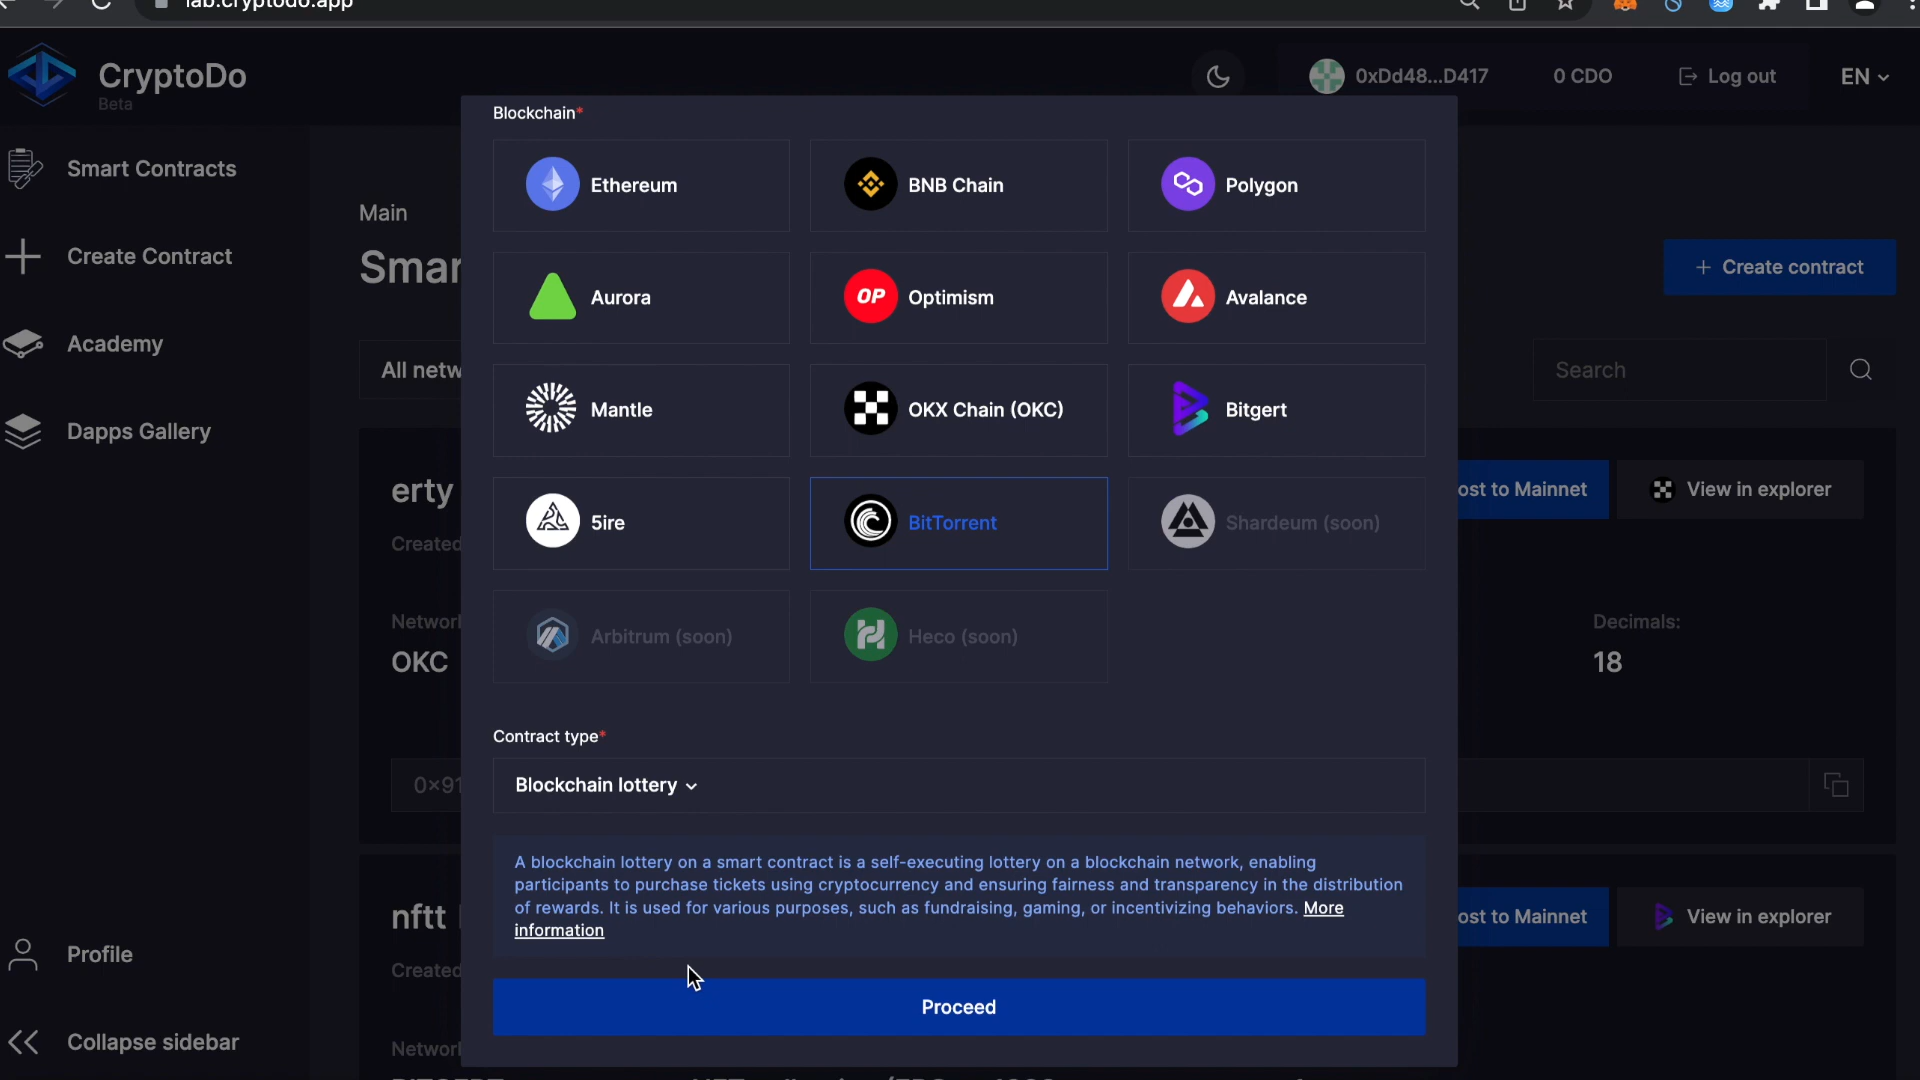 lab.cryptodo.app
CryptoDo
Beta
0xDd48...D417
0 CDO
Log out
EN
Smart Contracts
Create Contract
Academy
Dapps Gallery
Profile
Collapse sidebar
Main
Smar
+ Create contract
All netw
Search
Blockchain*
Ethereum
BNB Chain
Polygon
Aurora
OP
Optimism
Avalance
Mantle
OKX Chain (OKC)
Bitgert
5ire
BitTorrent
Shardeum (soon)
Arbitrum (soon)
Heco (soon)
Contract type*
Blockchain lottery
A blockchain lottery on a smart contract is a self-executing lottery on a blockchain network, enabling
participants to purchase tickets using cryptocurrency and ensuring fairness and transparency in the distribution
of rewards. It is used for various purposes, such as fundraising, gaming, or incentivizing behaviors. More
information
Proceed
erty
Created
Network
OKC
0x91
ost to Mainnet
View in explorer
Decimals:
18
nftt
Created
Network
ost to Mainnet
View in explorer